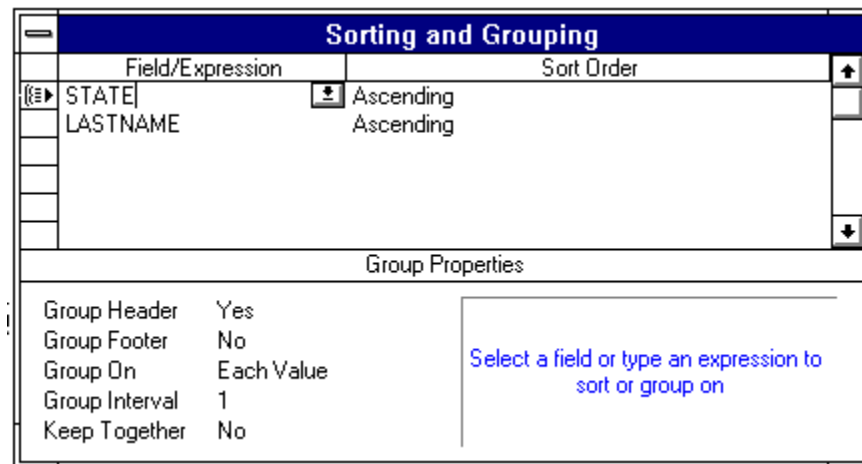 Sorting and Grouping
Field/Expression Sort Order
STATE Ascending
LASTNAME Ascending
Group Properties
Group Header Yes
Group Footer No
Group On Each Value
Group Interval 1
Keep Together No
Select a field or type an expression to
sort or group on